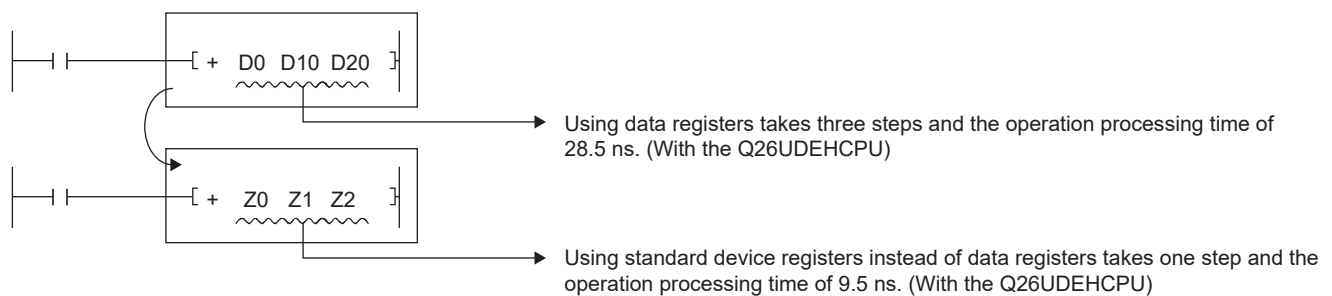 [ + D0 D10 D20 ]
Using data registers takes three steps and the operation processing time of
28.5 ns. (With the Q26UDEHCPU)
[ + Z0 Z1 Z2 ]
Using standard device registers instead of data registers takes one step and the
operation processing time of 9.5 ns. (With the Q26UDEHCPU)